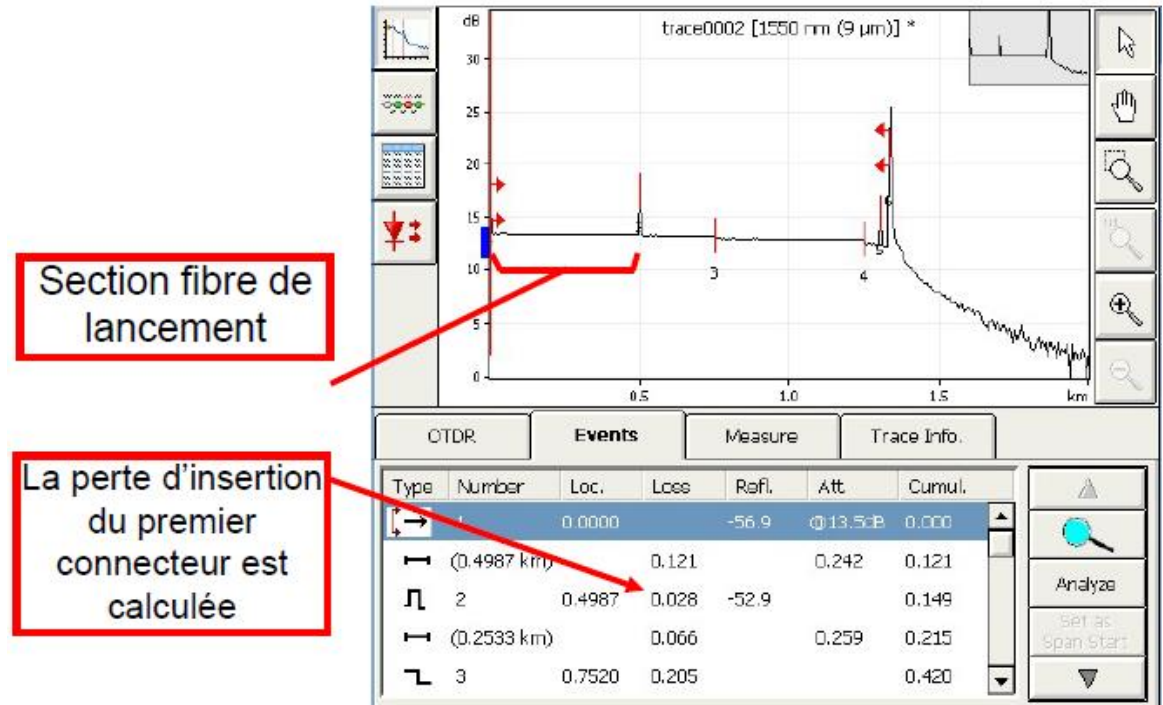 dB
trace0002 [1550 nm (9 µm)] *
30
25
20
15
10
5
0
3
4
5
6
0.5
1.0
1.5
km
Section fibre de
lancement
La perte d'insertion
du premier
connecteur est
calculée
OTDR
Events
Measure
Trace Info.
Type Number Loc. Loss Refl. Att. Cumul.
1 0.0000 -56.9 @13.5dB 0.000
(0.4987 km) 0.121 0.242 0.121
2 0.4987 0.028 -52.9 0.149
(0.2533 km) 0.066 0.259 0.215
3 0.7520 0.205 0.420
Analyze
Set as
Span Start